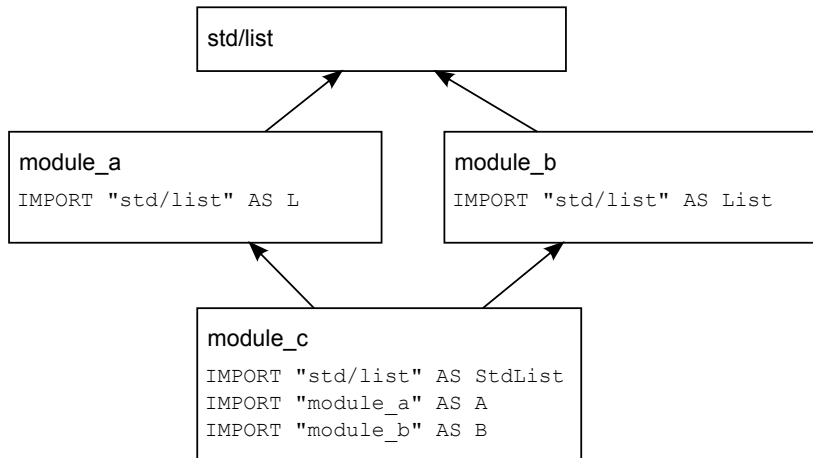 std/list
module_a
IMPORT "std/list" AS L
module_b
IMPORT "std/list" AS List
module_c
IMPORT "std/list" AS StdList
IMPORT "module_a" AS A
IMPORT "module_b" AS B